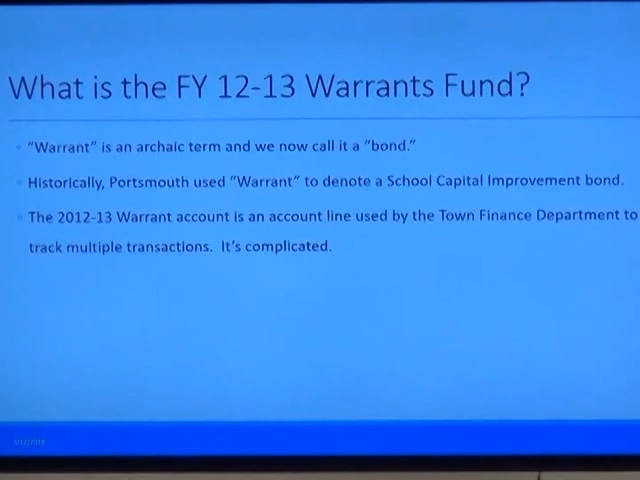 What is the FY 12-13 Warrants Fund?
"Warrant" is an archaic term and we now call it a "bond."
Historically, Portsmouth used "Warrant" to denote a School Capital Improvement bond.
The 2012-13 Warrant account is an account line used by the Town Finance Department to
track multiple transactions. It's complicated.